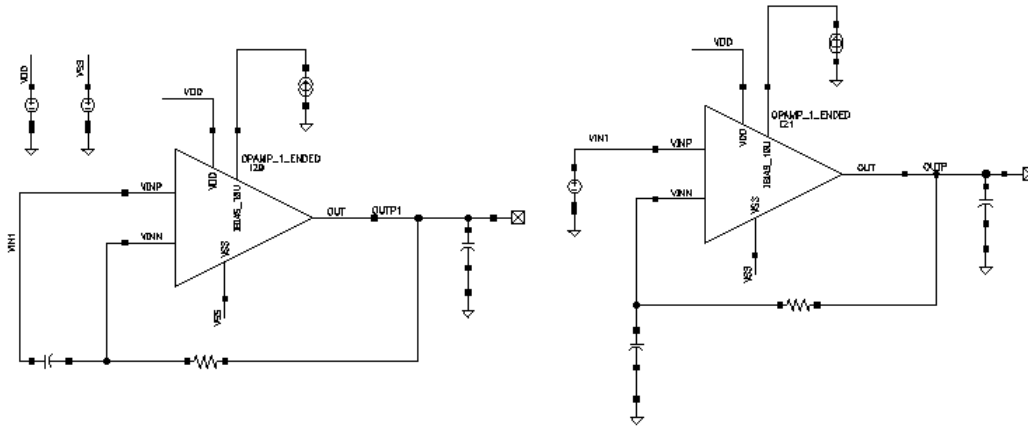 VDD
VSS
VDD
OPAMP_1_ENDED
I20
VINP
VDD
IBIAS_10U
VINN
VSS
OUT
OUTP1
VIN1
VSS
VDD
OPAMP_1_ENDED
I21
VIN1
VINP
VDD
IBIAS_10U
VINN
VSS
OUT
OUTP
VSS